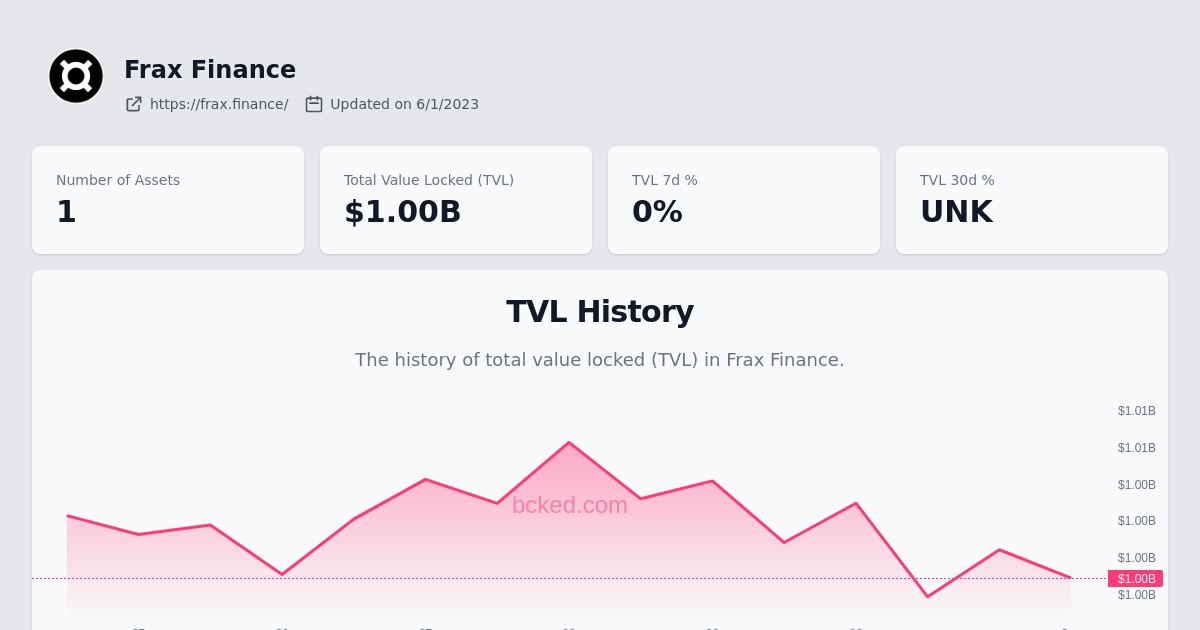 Frax Finance
https://frax.finance/ Updated on 6/1/2023
Number of Assets
1
Total Value Locked (TVL)
$1.00B
TVL 7d %
0%
TVL 30d %
UNK
TVL History
The history of total value locked (TVL) in Frax Finance.
$1.01B
$1.01B
$1.00B
bcked.com
$1.00B
$1.00B
$1.00B
$1.00B